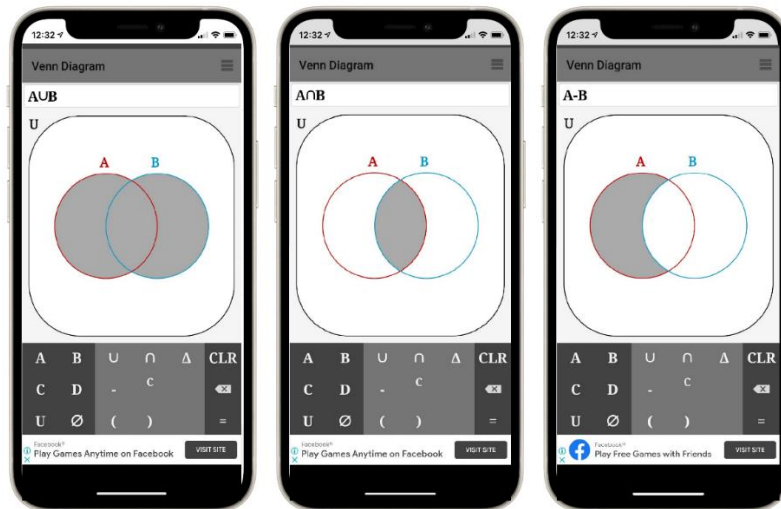 12:32
Venn Diagram
A∪B
U
A B
A B ∪ ∩ Δ CLR
C D - C
U ∅ ( ) =
Facebook®
Play Games Anytime on Facebook
VISIT SITE
12:32
Venn Diagram
A∩B
U
A B
A B ∪ ∩ Δ CLR
C D - C
U ∅ ( ) =
Facebook®
Play Games Anytime on Facebook
VISIT SITE
12:32
Venn Diagram
A-B
U
A B
A B ∪ ∩ Δ CLR
C D - C
U ∅ ( ) =
Facebook®
Play Free Games with Friends
VISIT SITE